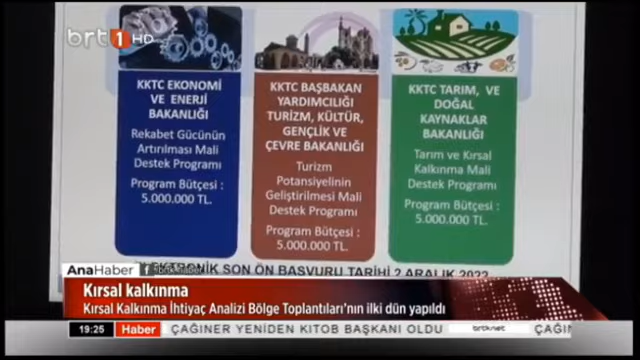 brt 1 HD
KKTC EKONOMİ
VE ENERJİ
BAKANLIĞI
Rekabet Gücünün
Artırılması Mali
Destek Programı
Program Bütçesi :
5.000.000 TL.
KKTC BAŞBAKAN
YARDIMCILIĞI
TURİZM, KÜLTÜR,
GENÇLİK VE
ÇEVRE BAKANLIĞI
Turizm
Potansiyelinin
Geliştirilmesi Mali
Destek Programı
Program Bütçesi :
5.000.000 TL.
KKTC TARIM, VE
DOĞAL
KAYNAKLAR
BAKANLIĞI
Tarım ve Kırsal
Kalkınma Mali
Destek Programı
Program Bütçesi :
5.000.000 TL.
SON ÖN BAŞVURU TARİHİ 2 ARALIK 2022
AnaHaber
Kırsal kalkınma
Kırsal Kalkınma İhtiyaç Analizi Bölge Toplantıları'nın ilki dün yapıldı
19:25 Haber ÇAĞINER YENİDEN KITOB BAŞKANI OLDU brtknet ÇAĞIN